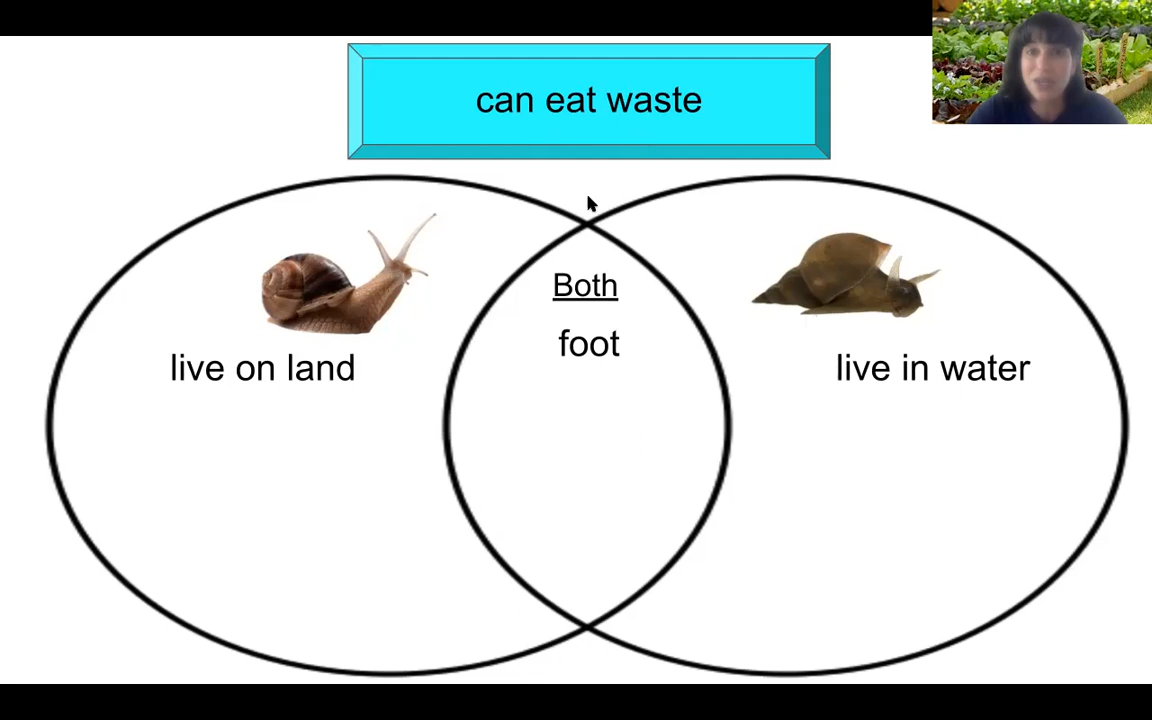 can eat waste
Both
foot
live on land
live in water